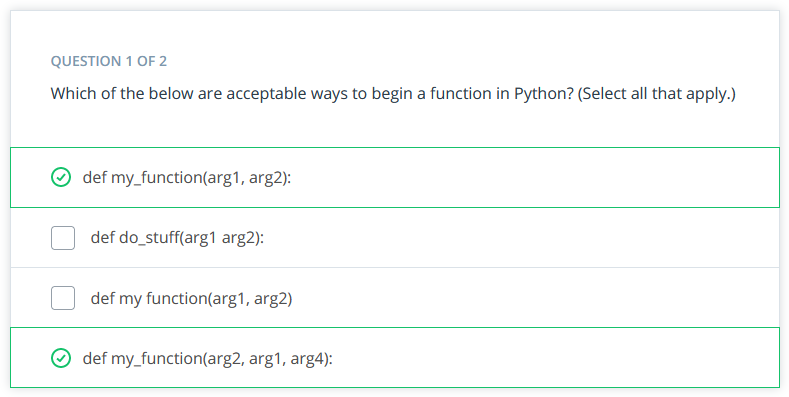 QUESTION 1 OF 2
Which of the below are acceptable ways to begin a function in Python? (Select all that apply.)
def my_function(arg1, arg2):
def do_stuff(arg1 arg2):
def my function(arg1, arg2)
def my_function(arg2, arg1, arg4):